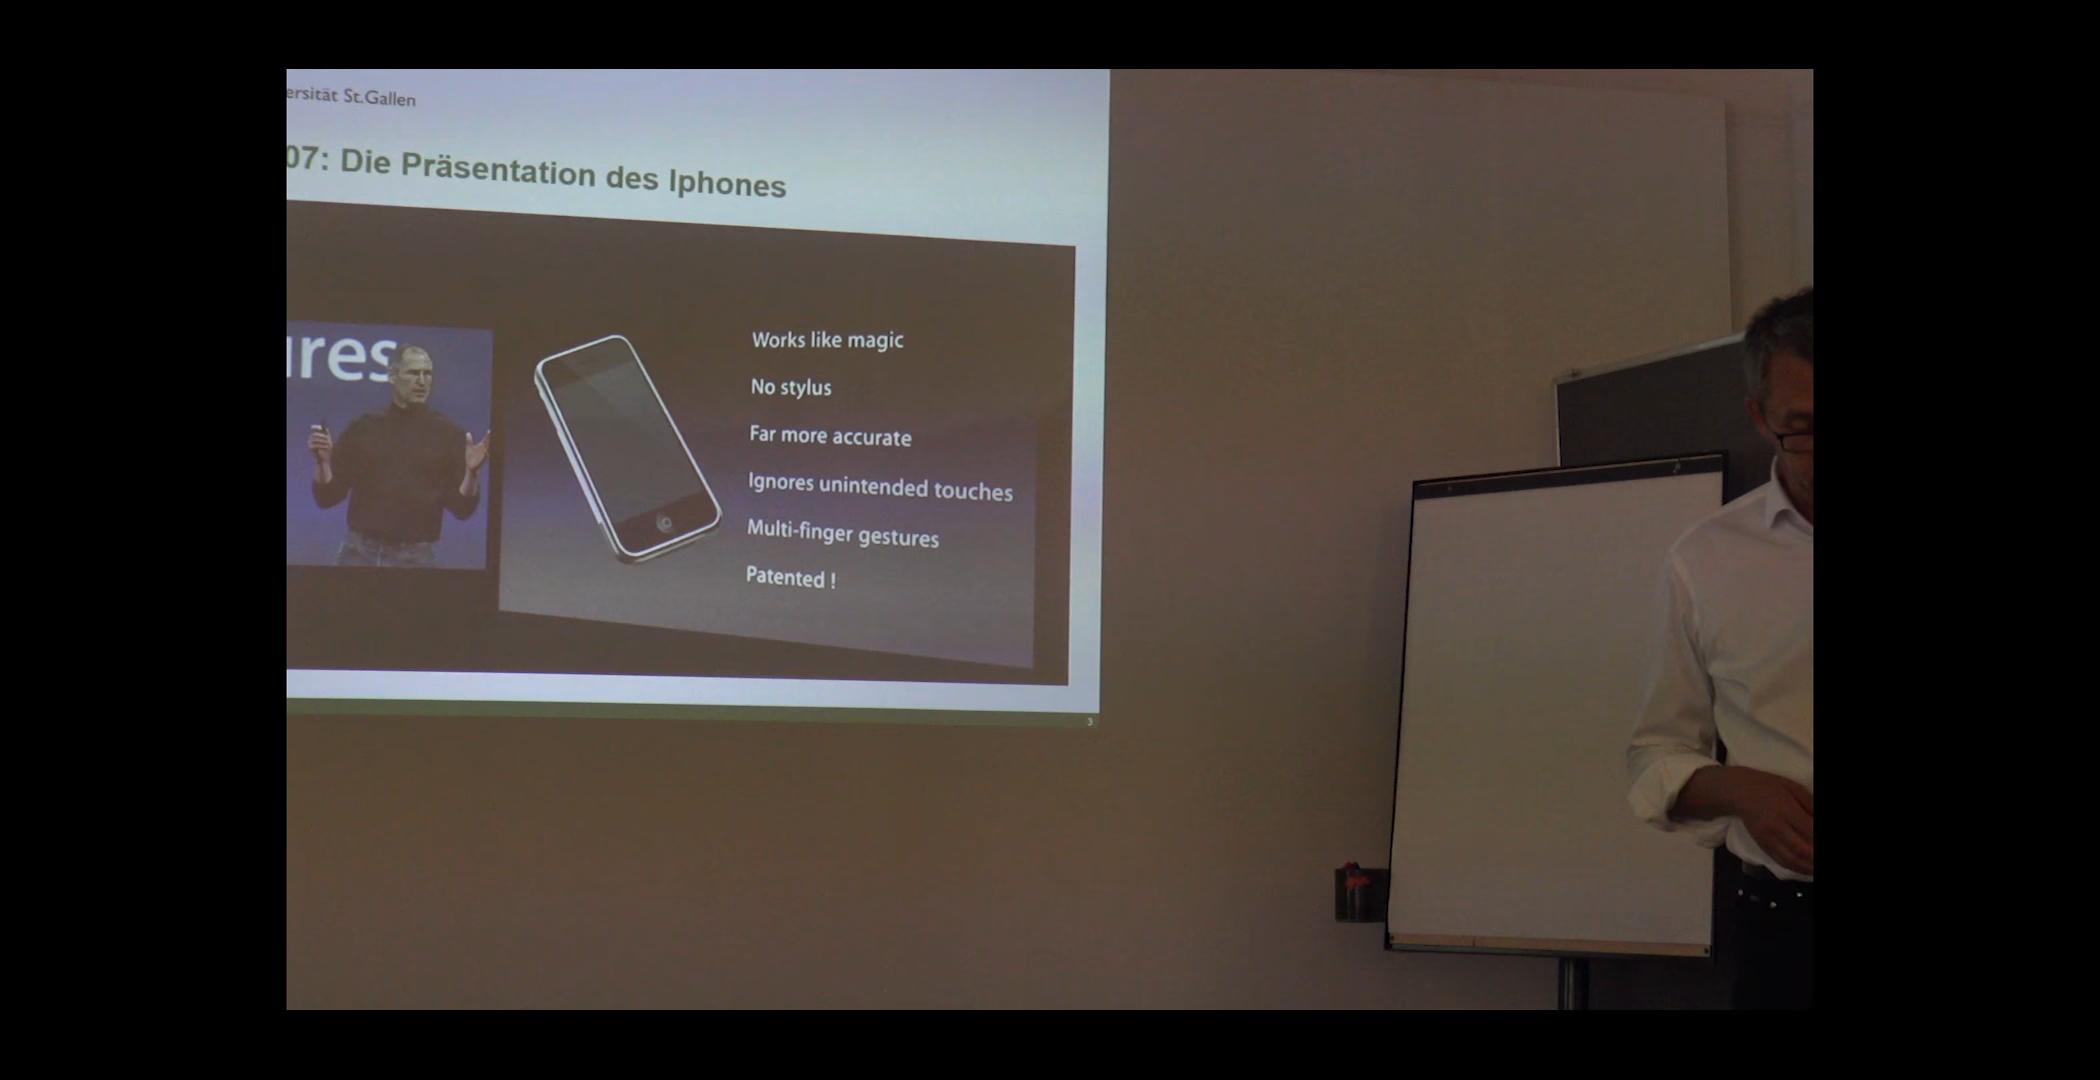 ersität St.Gallen
07: Die Präsentation des Iphones
ures
Works like magic
No stylus
Far more accurate
Ignores unintended touches
Multi-finger gestures
Patented !
3